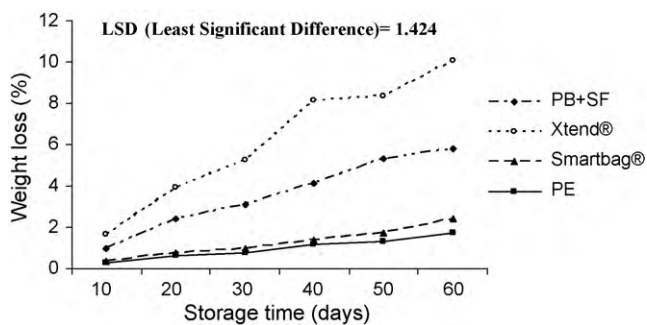 LSD (Least Significant Difference)= 1.424
Weight loss (%)
12
10
8
6
4
2
0
10 20 30 40 50 60
Storage time (days)
PB+SF
Xtend®
Smartbag®
PE